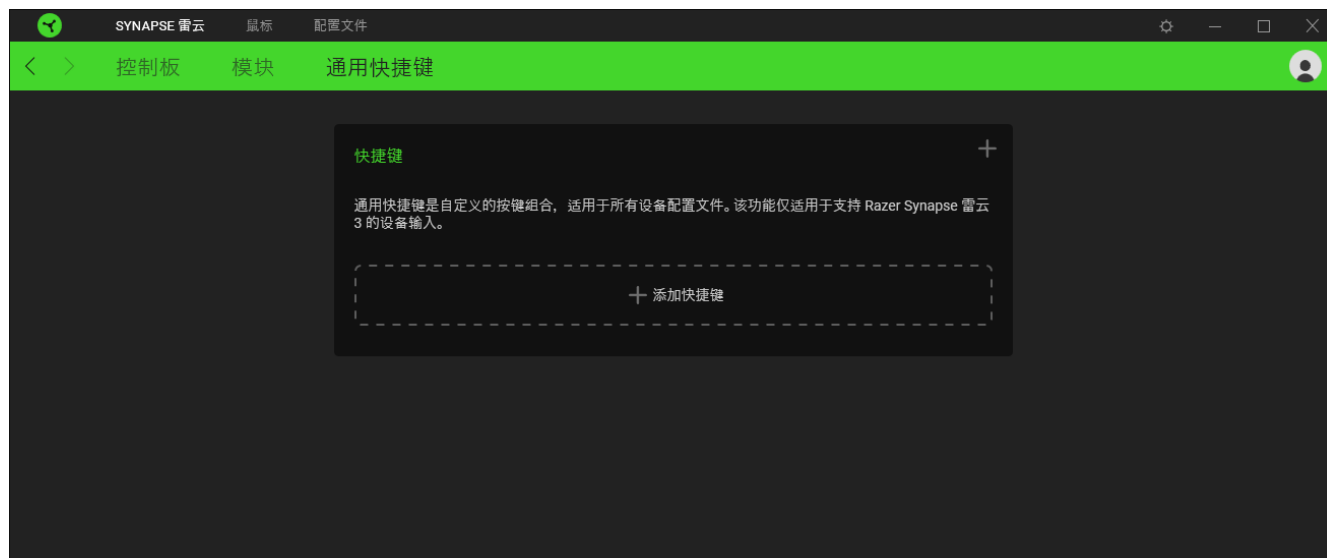 SYNAPSE 雷云 鼠标 配置文件
控制板 模块 通用快捷键
快捷键
通用快捷键是自定义的按键组合，适用于所有设备配置文件。该功能仅适用于支持 Razer Synapse 雷云
3 的设备输入。
添加快捷键